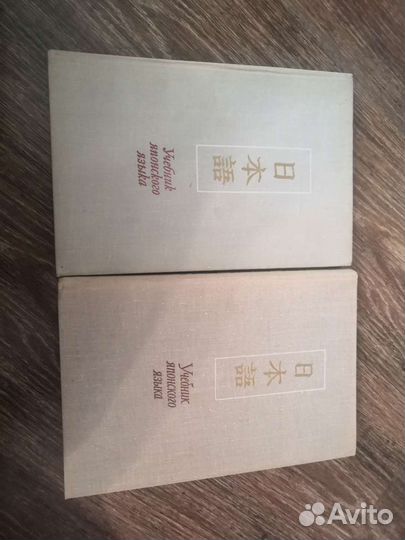 日本語
Учебник
японского
языка
日本語
Учебник
японского
языка
Avito